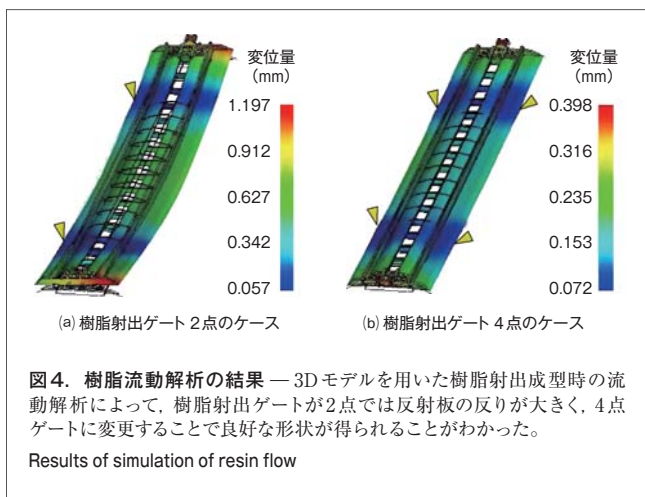 変位量
(mm)
1.197
0.912
0.627
0.342
0.057
(a) 樹脂射出ゲート 2点のケース
変位量
(mm)
0.398
0.316
0.235
0.153
0.072
(b) 樹脂射出ゲート 4点のケース
図4. 樹脂流動解析の結果 — 3Dモデルを用いた樹脂射出成型時の流
動解析によって，樹脂射出ゲートが2点では反射板の反りが大きく，4点
ゲートに変更することで良好な形状が得られることがわかった。
Results of simulation of resin flow